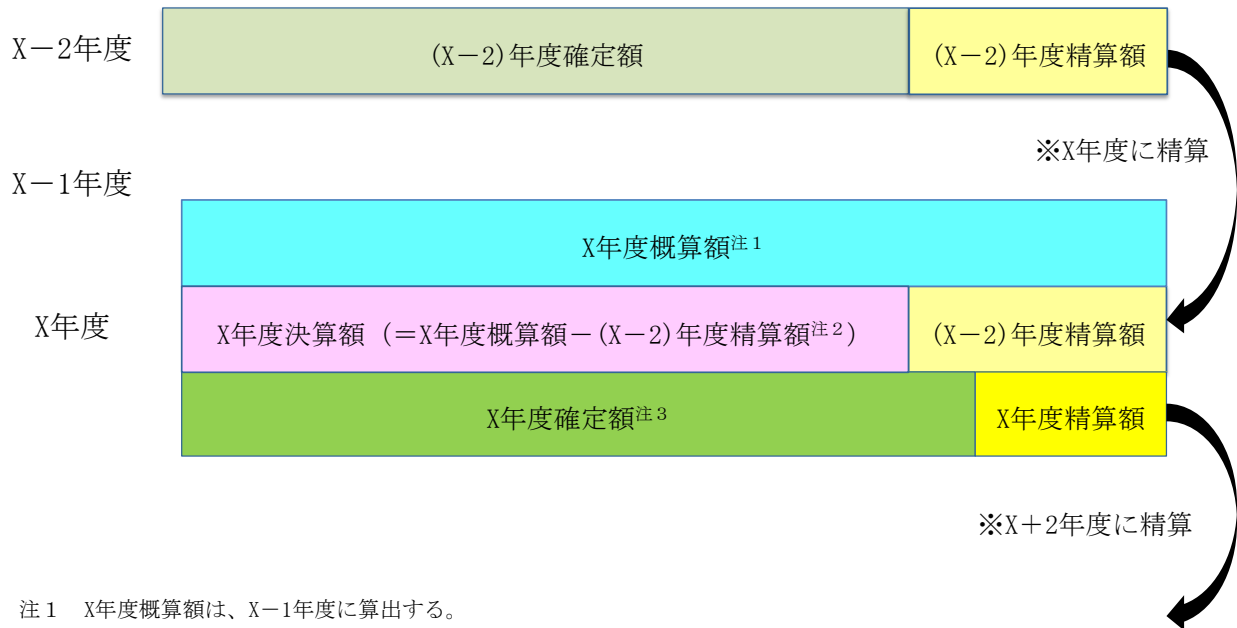 X－2年度
(X－2)年度確定額
(X－2)年度精算額
※X年度に精算
X－1年度
X年度概算額注１
X年度
X年度決算額（＝X年度概算額－(X－2)年度精算額注２）
(X－2)年度精算額
X年度確定額注３
X年度精算額
※X＋2年度に精算
注１　X年度概算額は、X－1年度に算出する。